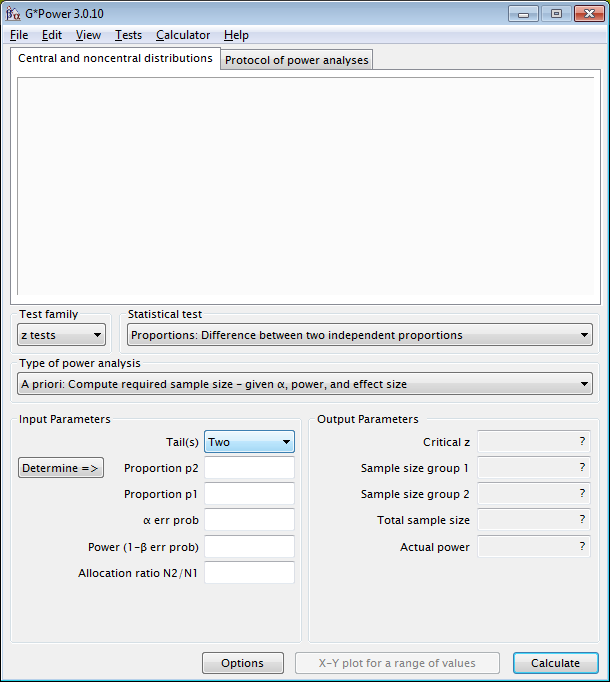 G*Power 3.0.10
File Edit View Tests Calculator Help
Central and noncentral distributions Protocol of power analyses
Test family Statistical test
z tests Proportions: Difference between two independent proportions
Type of power analysis
A priori: Compute required sample size - given α, power, and effect size
Input Parameters Output Parameters
Tail(s) Two Critical z ?
Determine => Proportion p2 Sample size group 1 ?
Proportion p1 Sample size group 2 ?
α err prob Total sample size ?
Power (1-β err prob) Actual power ?
Allocation ratio N2/N1
Options X-Y plot for a range of values Calculate